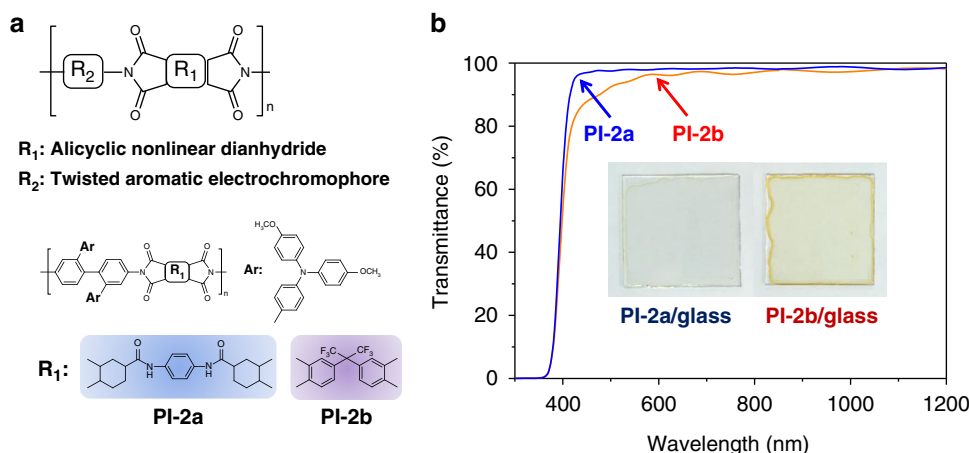 a
O
O
R₂
N
R₁
N
O
O
n
R₁: Alicyclic nonlinear dianhydride
R₂: Twisted aromatic electrochromophore
Ar
Ar
N
O
O
R₁
O
O
N
n
Ar:
H₃CO
N
OCH₃
R₁:
O
N
H
N
H
O
F₃C
CF₃
PI-2a
PI-2b
b
100
80
60
40
20
0
Transmittance (%)
PI-2a
PI-2b
PI-2a/glass
PI-2b/glass
400
600
800
1000
1200
Wavelength (nm)